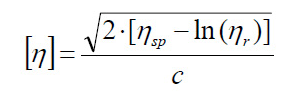 [η] = √(2·[η_sp − ln(η_r)]) / c